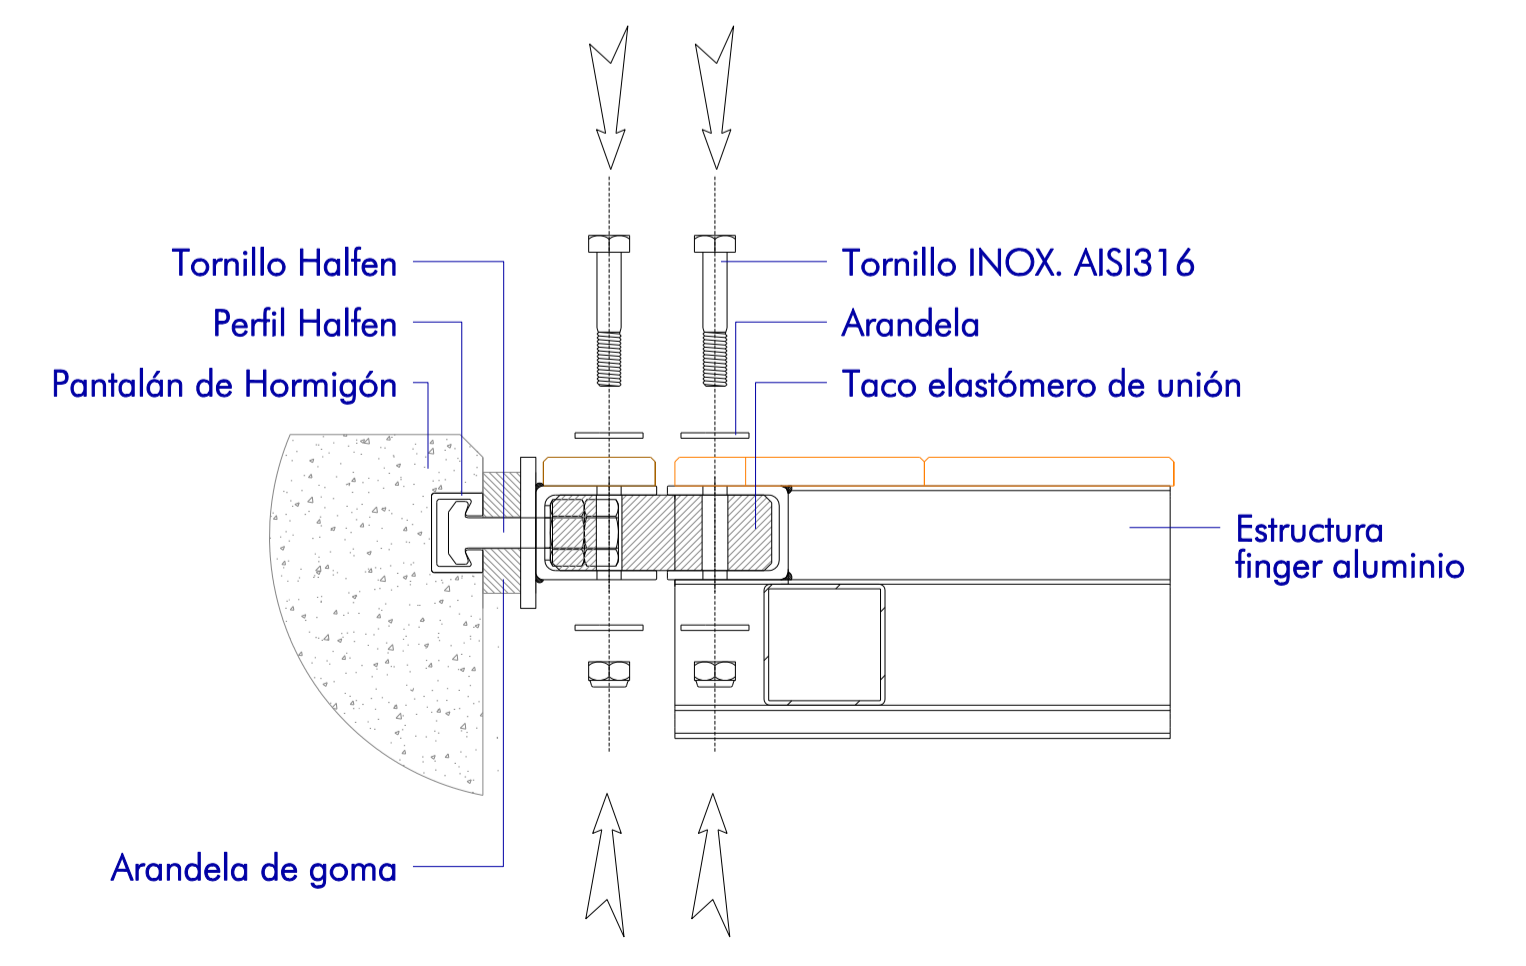 Tornillo Halfen
Perfil Halfen
Pantalán de Hormigón
Tornillo INOX. AISI316
Arandela
Taco elastómero de unión
Estructura
finger aluminio
Arandela de goma